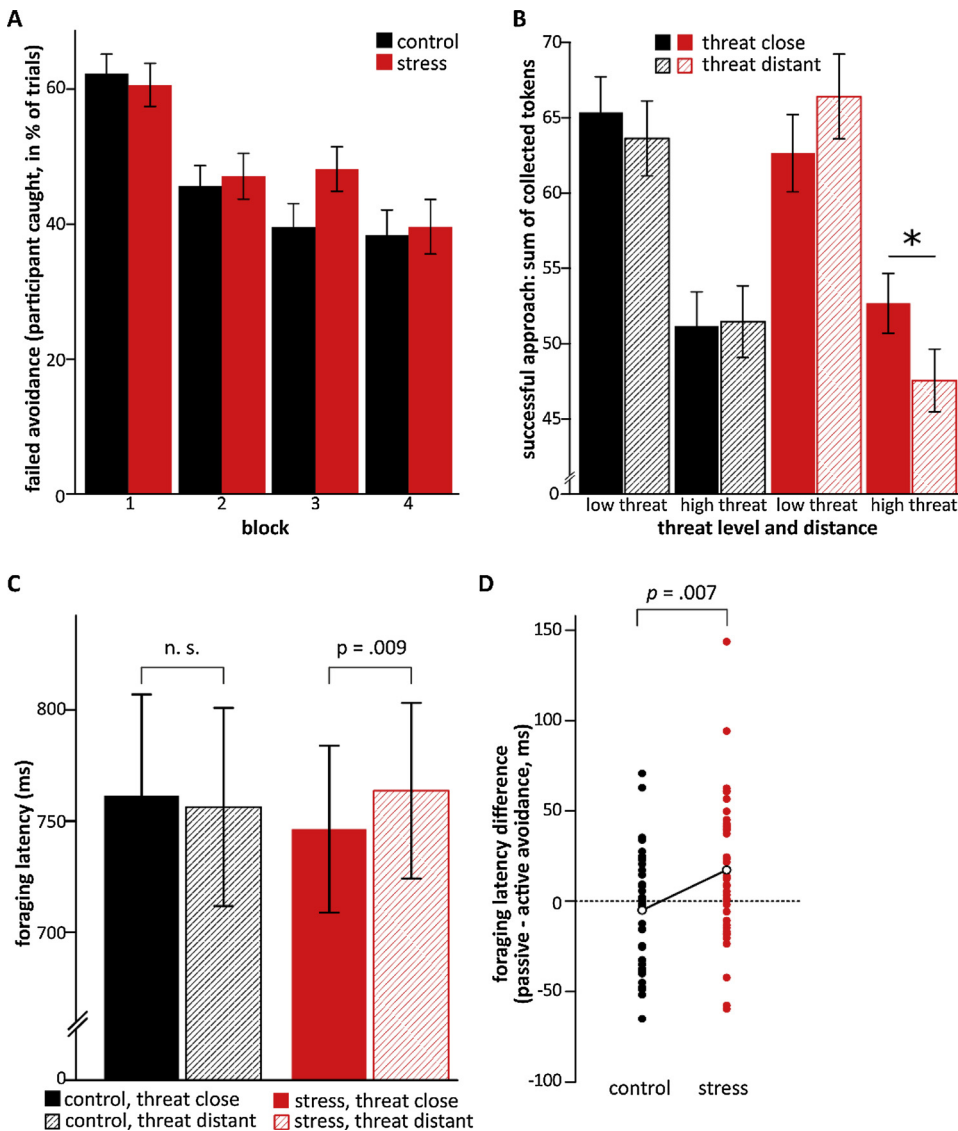 A
control
stress
failed avoidance (participant caught, in % of trials)
60
40
20
0
1 2 3 4
block
B
threat close
threat distant
successful approach: sum of collected tokens
70
65
60
55
50
45
0
*
low threat high threat low threat high threat
threat level and distance
C
n. s.
p = .009
foraging latency (ms)
800
750
700
0
control, threat close
control, threat distant
stress, threat close
stress, threat distant
D
p = .007
foraging latency difference
(passive - active avoidance, ms)
150
100
50
0
-50
-100
control stress